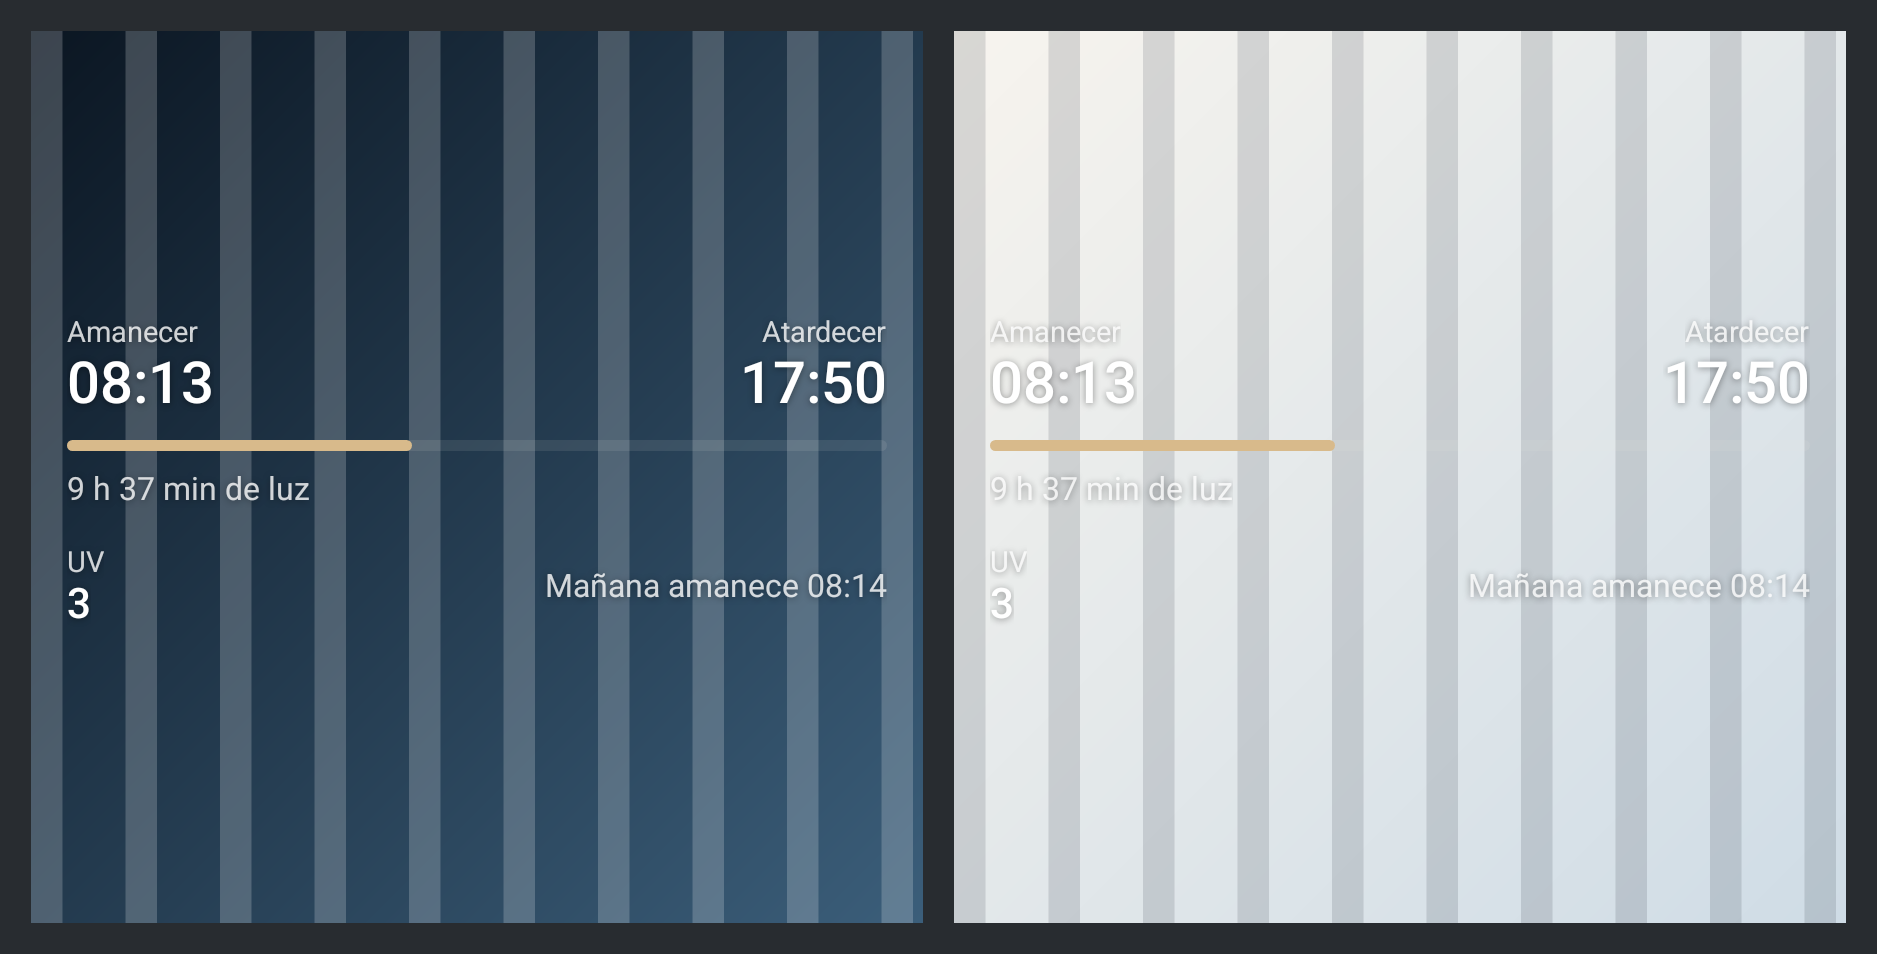 Amanecer Atardecer
08:13 17:50
9 h 37 min de luz
UV
3
Mañana amanece 08:14
Amanecer Atardecer
08:13 17:50
9 h 37 min de luz
UV
3
Mañana amanece 08:14